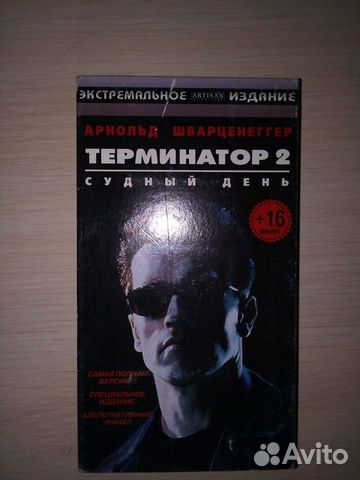 ЭКСТРЕМАЛЬНОЕ ARTISAN ИЗДАНИЕ
АРНОЛЬД ШВАРЦЕНЕГГЕР
ТЕРМИНАТОР 2
СУДНЫЙ ДЕНЬ
+16
минут
САМАЯ ПОЛНАЯ
ВЕРСИЯ!!!
СПЕЦИАЛЬНОЕ
ИЗДАНИЕ.
АЛЬТЕРНАТИВНЫЙ
ФИНАЛ
Avito